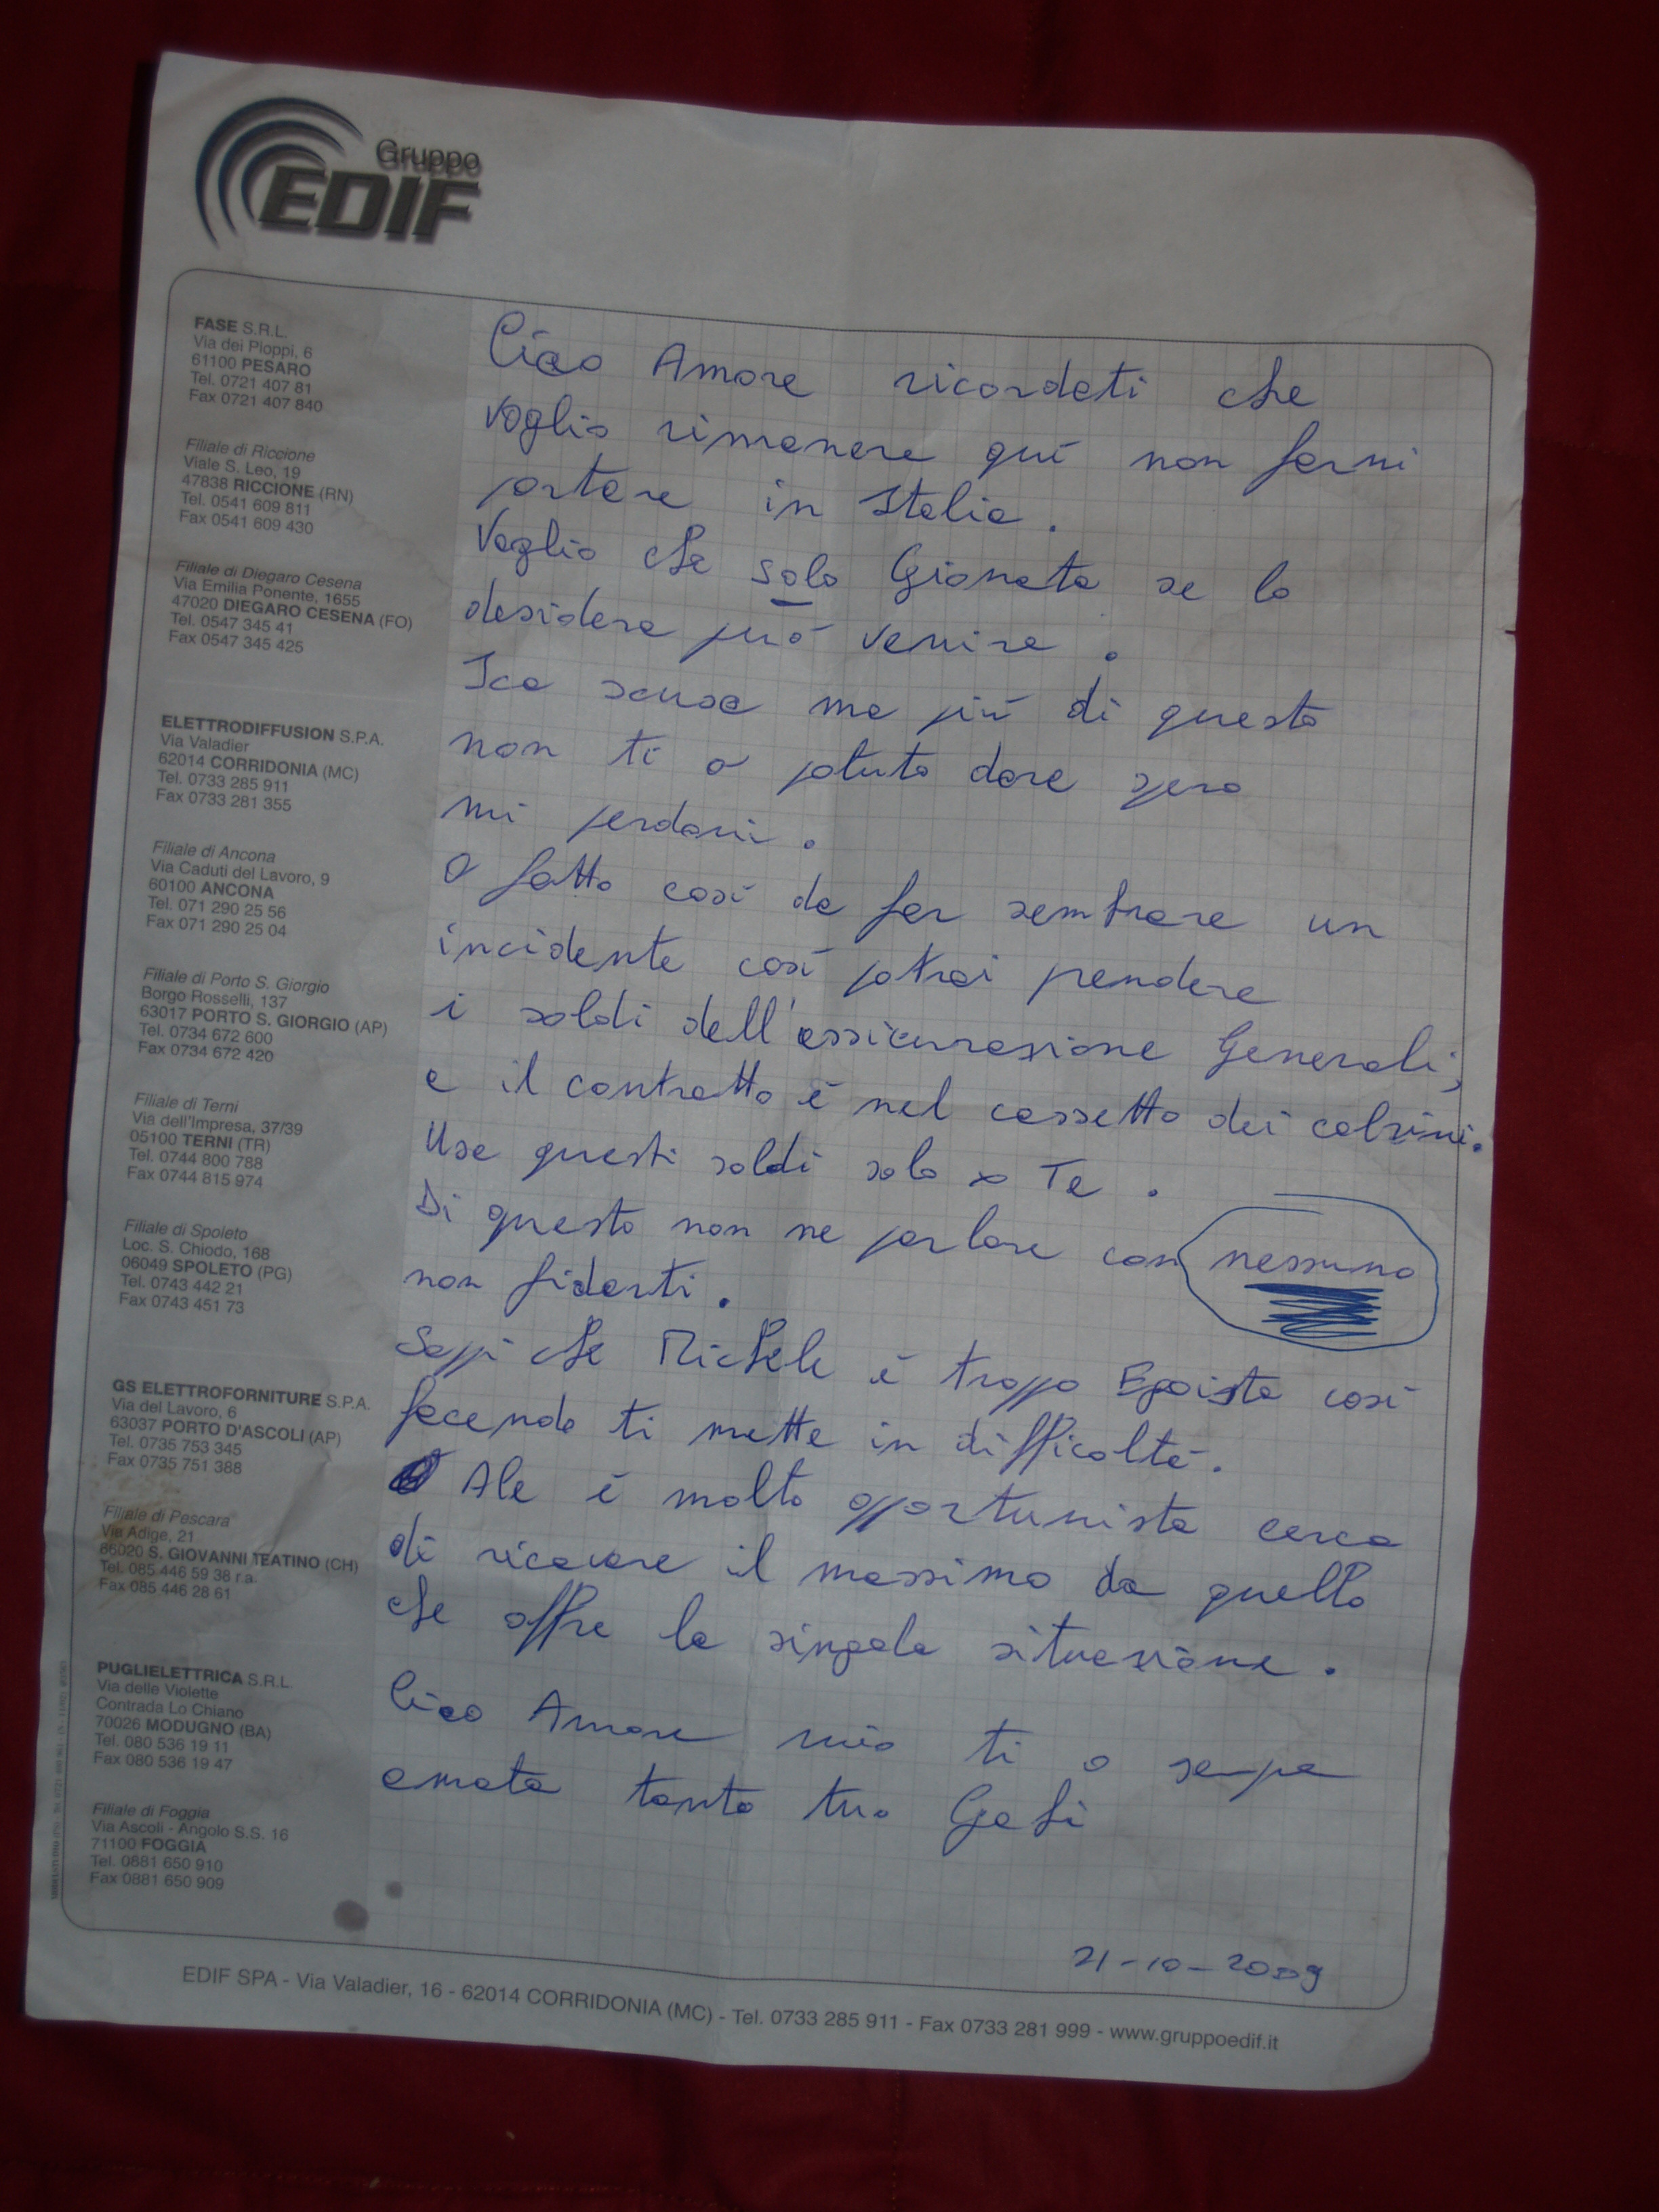 Gruppo
EDIF
FASE S.R.L.
Via dei Pioppi, 6
61100 PESARO
Tel. 0721 407 81
Fax 0721 407 840
Filiale di Riccione
Viale S. Leo, 19
47838 RICCIONE (RN)
Tel. 0541 609 811
Fax 0541 609 430
Filiale di Diegaro Cesena
Via Emilia Ponente, 1655
47020 DIEGARO CESENA (FO)
Tel. 0547 345 41
Fax 0547 345 425
ELETTRODIFFUSION S.P.A.
Via Valadier
62014 CORRIDONIA (MC)
Tel. 0733 285 911
Fax 0733 281 355
Filiale di Ancona
Via Caduti del Lavoro, 9
60100 ANCONA
Tel. 071 290 25 56
Fax 071 290 25 04
Filiale di Porto S. Giorgio
Borgo Rosselli, 137
63017 PORTO S. GIORGIO (AP)
Tel. 0734 672 600
Fax 0734 672 420
Filiale di Terni
Via dell'Impresa, 37/39
05100 TERNI (TR)
Tel. 0744 800 788
Fax 0744 815 974
Filiale di Spoleto
Loc. S. Chiodo, 168
06049 SPOLETO (PG)
Tel. 0743 442 21
Fax 0743 451 73
GS ELETTROFORNITURE S.P.A.
Via del Lavoro, 6
63037 PORTO D'ASCOLI (AP)
Tel. 0735 753 345
Fax 0735 751 388
Filiale di Pescara
Via Adige, 21
66020 S. GIOVANNI TEATINO (CH)
Tel. 085 446 59 38 r.a.
Fax 085 446 28 61
PUGLIELETTRICA S.R.L.
Via delle Violette
Contrada Lo Chiano
70026 MODUGNO (BA)
Tel. 080 536 19 11
Fax 080 536 19 47
Filiale di Foggia
Via Ascoli - Angolo S.S. 16
71100 FOGGIA
Tel. 0881 650 910
Fax 0881 650 909
Ciao Amore ricordati che
voglio rimanere quì non farmi
portare in Italia.
Voglio che solo Gionata se lo
desidera può venire.
Ica scusa ma più di questo
non ti o potuto dare spero
mi perdoni.
O fatto così da far sembrare un
incidente così potrai prendere
i soldi dell'assicurazione Generali,
e il contratto è nel cassetto dei calzini.
Usa questi soldi solo x Te.
Di questo non ne parlare con nessuno
non fidarti.
Sappi che Michele è troppo Egoista così
facendo ti mette in difficoltà.
Ale è molto opportunista cerca
di ricavare il massimo da quello
che offre la singola situazione.
Ciao Amore mio ti o sempre
amata tanto tuo Gabi
21-10-2009
EDIF SPA - Via Valadier, 16 - 62014 CORRIDONIA (MC) - Tel. 0733 285 911 - Fax 0733 281 999 - www.gruppoedif.it